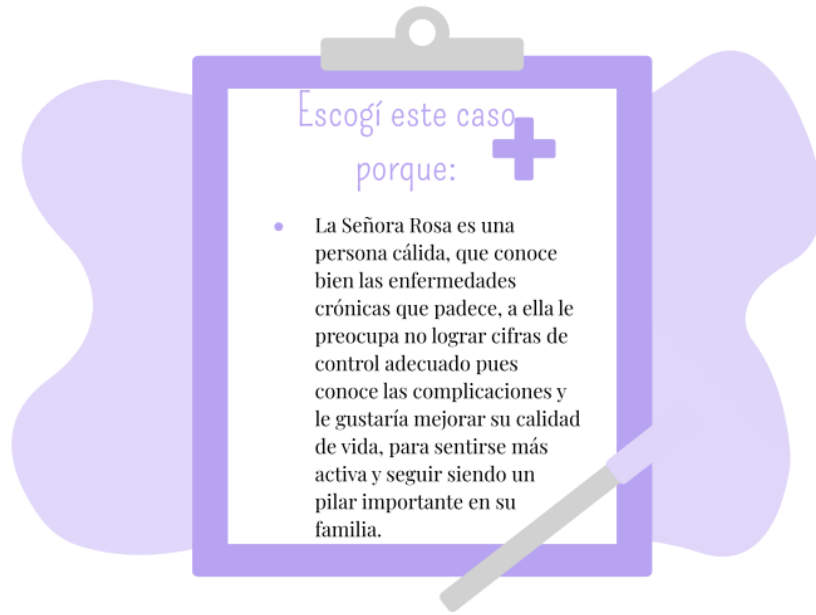 Escogí este caso
porque:
La Señora Rosa es una
persona cálida, que conoce
bien las enfermedades
crónicas que padece, a ella le
preocupa no lograr cifras de
control adecuado pues
conoce las complicaciones y
le gustaría mejorar su calidad
de vida, para sentirse más
activa y seguir siendo un
pilar importante en su
familia.